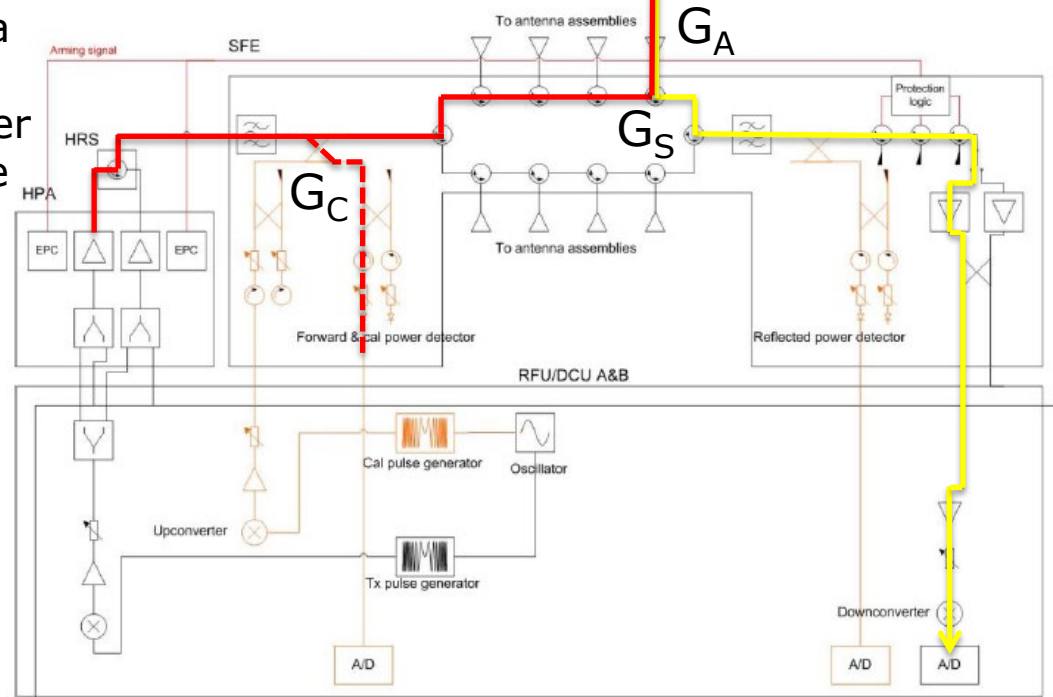 a
er
e
To antenna assemblies
G_A
Arming signal
SFE
Protection
logic
HRS
G_S
HPA
G_C
EPC
EPC
To antenna assemblies
Forward & cal power detector
Reflected power detector
RFU/DCU A&B
Cal pulse generator
Oscillator
Upconverter
Tx pulse generator
Downconverter
A/D
A/D
A/D